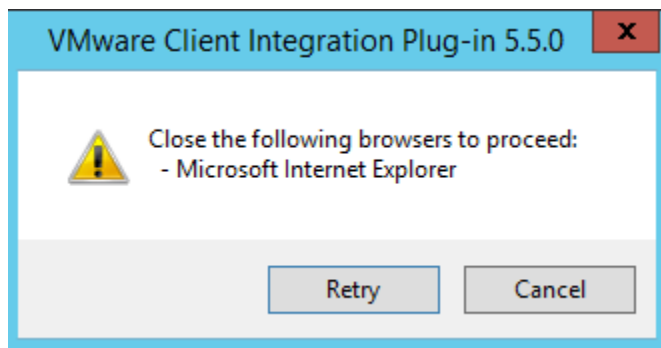 VMware Client Integration Plug-in 5.5.0
x
Close the following browsers to proceed:
- Microsoft Internet Explorer
Retry
Cancel